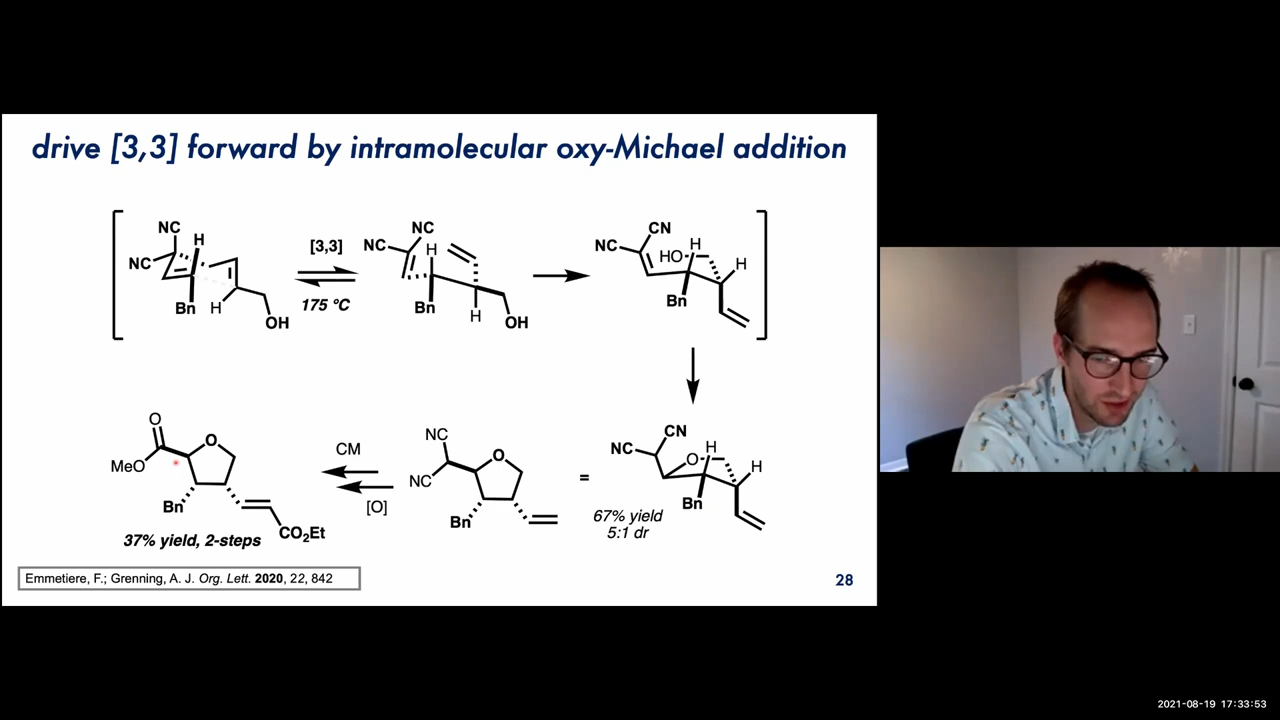 drive [3,3] forward by intramolecular oxy-Michael addition
NC
H
NC
Bn
H
OH
[3,3]
175 °C
NC
NC
H
Bn
H
OH
CN
NC
HO
H
H
Bn
O
MeO
O
Bn
CO2Et
37% yield, 2-steps
CM
[O]
NC
NC
O
Bn
=
CN
NC
O
H
H
Bn
67% yield
5:1 dr
Emmetiere, F.; Grenning, A. J. Org. Lett. 2020, 22, 842
28
2021-08-19 17:33:53